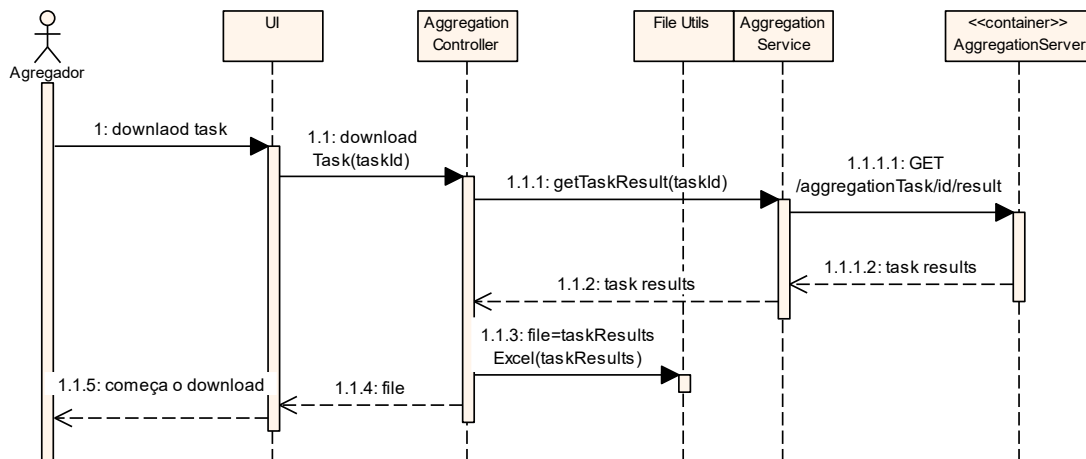 UI
Aggregation
Controller
File Utils
Aggregation
Service
<<container>>
AggregationServer
Agregador
1: downlaod task
1.1: download
Task(taskId)
1.1.1: getTaskResult(taskId)
1.1.1.1: GET
/aggregationTask/id/result
1.1.1.2: task results
1.1.2: task results
1.1.3: file=taskResults
Excel(taskResults)
1.1.4: file
1.1.5: começa o download